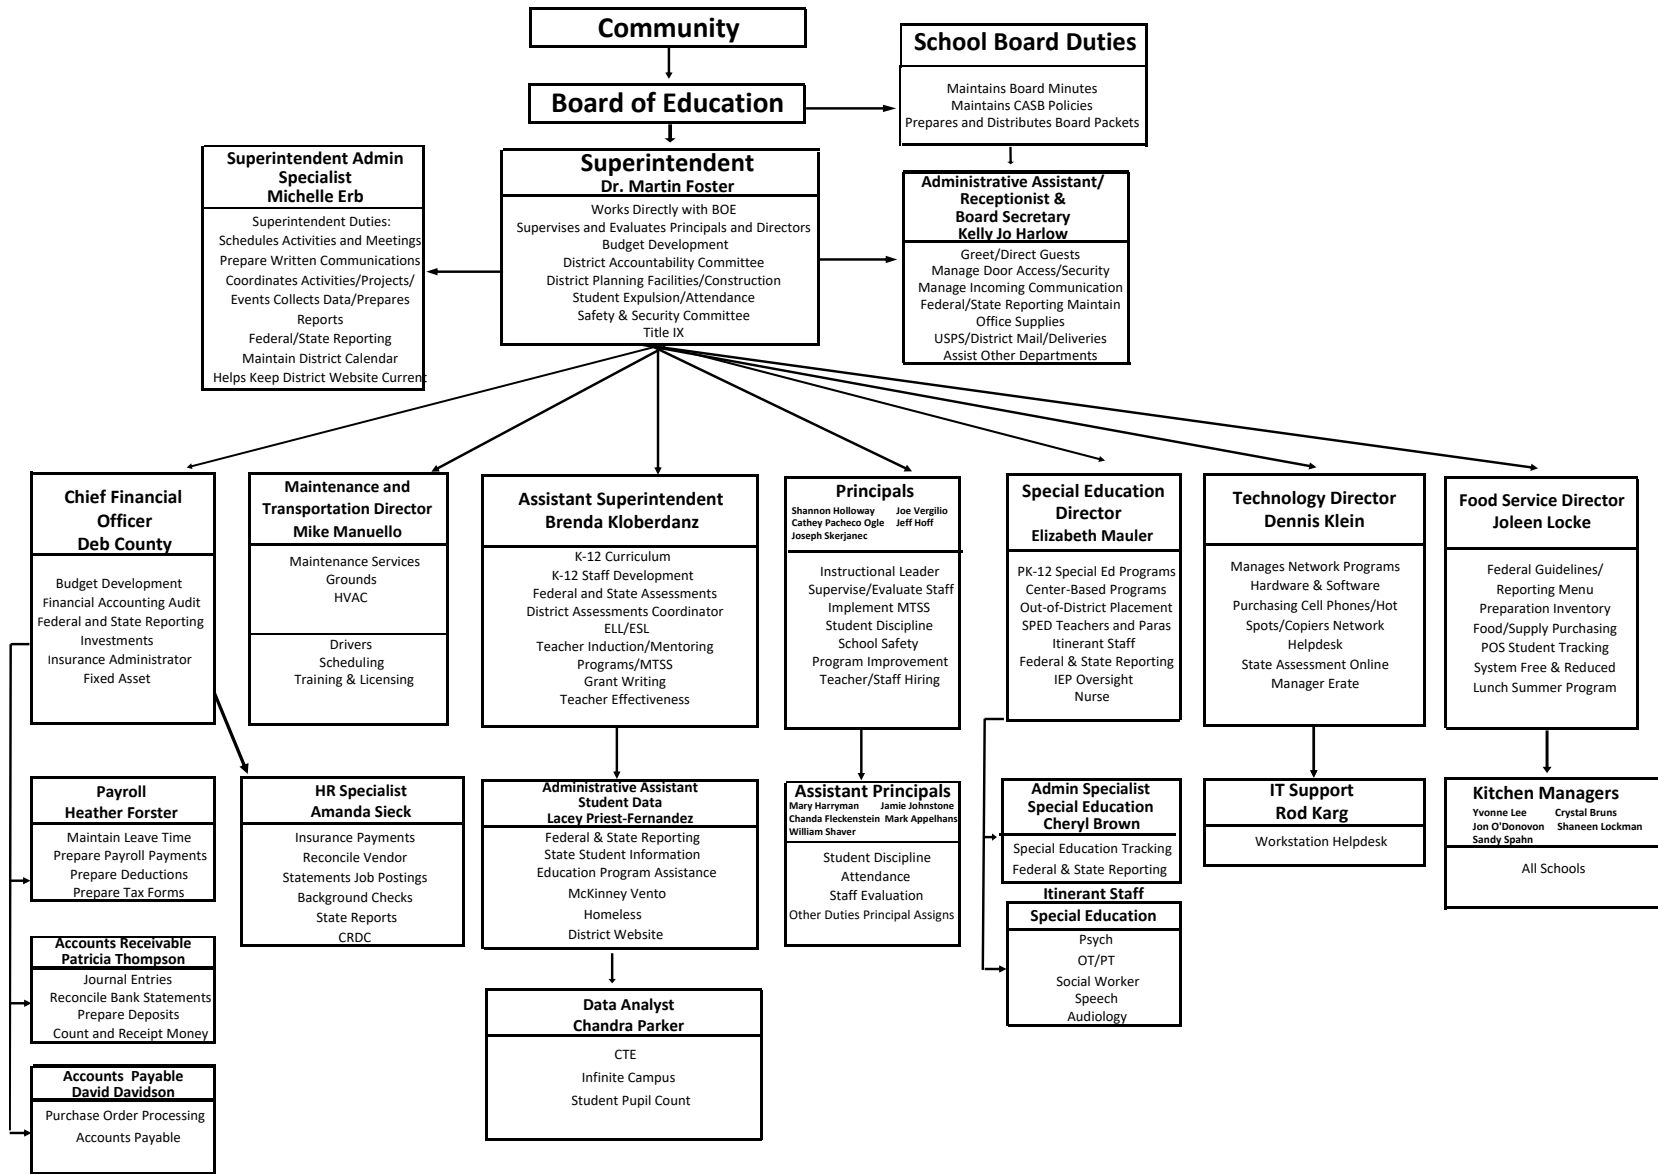 Community
School Board Duties
Maintains Board Minutes
Maintains CASB Policies
Prepares and Distributes Board Packets
Board of Education
Superintendent Admin
Specialist
Michelle Erb
Superintendent Duties:
Schedules Activities and Meetings
Prepare Written Communications
Coordinates Activities/Projects/
Events Collects Data/Prepares
Reports
Federal/State Reporting
Maintain District Calendar
Helps Keep District Website Current
Superintendent
Dr. Martin Foster
Works Directly with BOE
Supervises and Evaluates Principals and Directors
Budget Development
District Accountability Committee
District Planning Facilities/Construction
Student Expulsion/Attendance
Safety & Security Committee
Title IX
Administrative Assistant/
Receptionist &
Board Secretary
Kelly Jo Harlow
Greet/Direct Guests
Manage Door Access/Security
Manage Incoming Communication
Federal/State Reporting Maintain
Office Supplies
USPS/District Mail/Deliveries
Assist Other Departments
Chief Financial
Officer
Deb County
Budget Development
Financial Accounting Audit
Federal and State Reporting
Investments
Insurance Administrator
Fixed Asset
Maintenance and
Transportation Director
Mike Manuello
Maintenance Services
Grounds
HVAC
Drivers
Scheduling
Training & Licensing
Assistant Superintendent
Brenda Kloberdanz
K-12 Curriculum
K-12 Staff Development
Federal and State Assessments
District Assessments Coordinator
ELL/ESL
Teacher Induction/Mentoring
Programs/MTSS
Grant Writing
Teacher Effectiveness
Principals
Shannon Holloway Joe Vergilio
Cathey Pacheco Ogle Jeff Hoff
Joseph Skerjanec
Instructional Leader
Supervise/Evaluate Staff
Implement MTSS
Student Discipline
School Safety
Program Improvement
Teacher/Staff Hiring
Special Education
Director
Elizabeth Mauler
PK-12 Special Ed Programs
Center-Based Programs
Out-of-District Placement
SPED Teachers and Paras
Itinerant Staff
Federal & State Reporting
IEP Oversight
Nurse
Technology Director
Dennis Klein
Manages Network Programs
Hardware & Software
Purchasing Cell Phones/Hot
Spots/Copiers Network
Helpdesk
State Assessment Online
Manager Erate
Food Service Director
Joleen Locke
Federal Guidelines/
Reporting Menu
Preparation Inventory
Food/Supply Purchasing
POS Student Tracking
System Free & Reduced
Lunch Summer Program
Payroll
Heather Forster
Maintain Leave Time
Prepare Payroll Payments
Prepare Deductions
Prepare Tax Forms
HR Specialist
Amanda Sieck
Insurance Payments
Reconcile Vendor
Statements Job Postings
Background Checks
State Reports
CRDC
Administrative Assistant
Student Data
Lacey Priest-Fernandez
Federal & State Reporting
State Student Information
Education Program Assistance
McKinney Vento
Homeless
District Website
Assistant Principals
Mary Harryman Jamie Johnstone
Chanda Fleckenstein Mark Appelhans
William Shaver
Student Discipline
Attendance
Staff Evaluation
Other Duties Principal Assigns
Admin Specialist
Special Education
Cheryl Brown
Special Education Tracking
Federal & State Reporting
IT Support
Rod Karg
Workstation Helpdesk
Kitchen Managers
Yvonne Lee Crystal Bruns
Jon O'Donovon Shaneen Lockman
Sandy Spahn
All Schools
Itinerant Staff
Special Education
Psych
OT/PT
Social Worker
Speech
Audiology
Accounts Receivable
Patricia Thompson
Journal Entries
Reconcile Bank Statements
Prepare Deposits
Count and Receipt Money
Data Analyst
Chandra Parker
CTE
Infinite Campus
Student Pupil Count
Accounts Payable
David Davidson
Purchase Order Processing
Accounts Payable